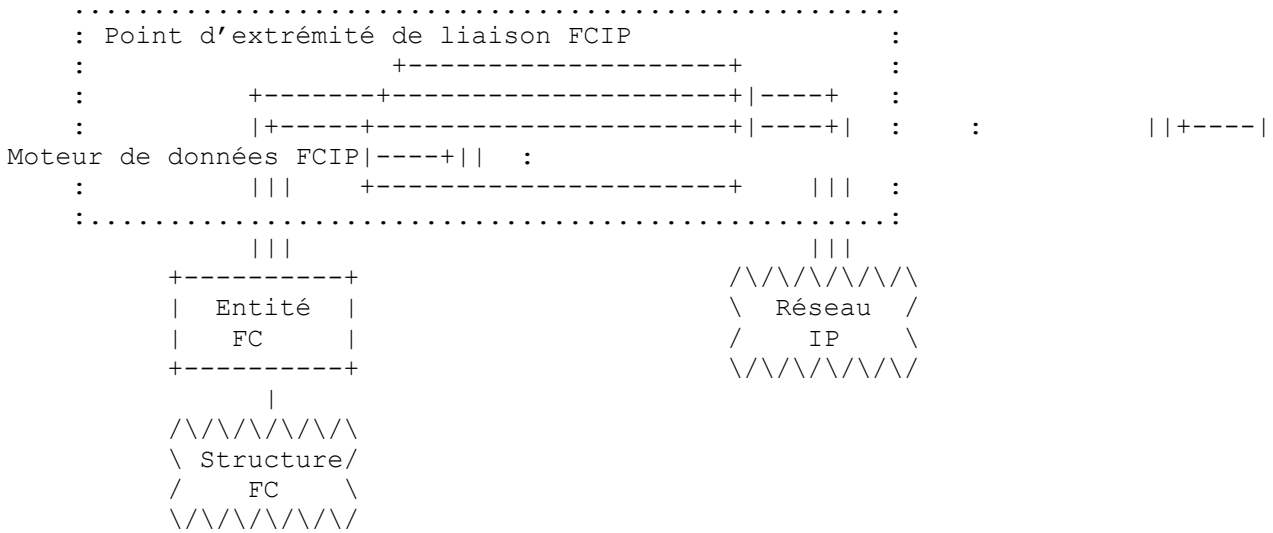 Point d’extrémité de liaison FCIP
Moteur de données FCIP
Entité
FC
Réseau
IP
Structure
FC